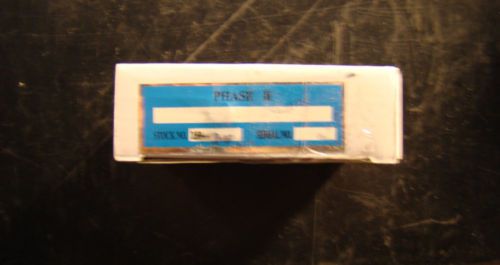 PHASE II
STOCK NO. SERIAL NO.